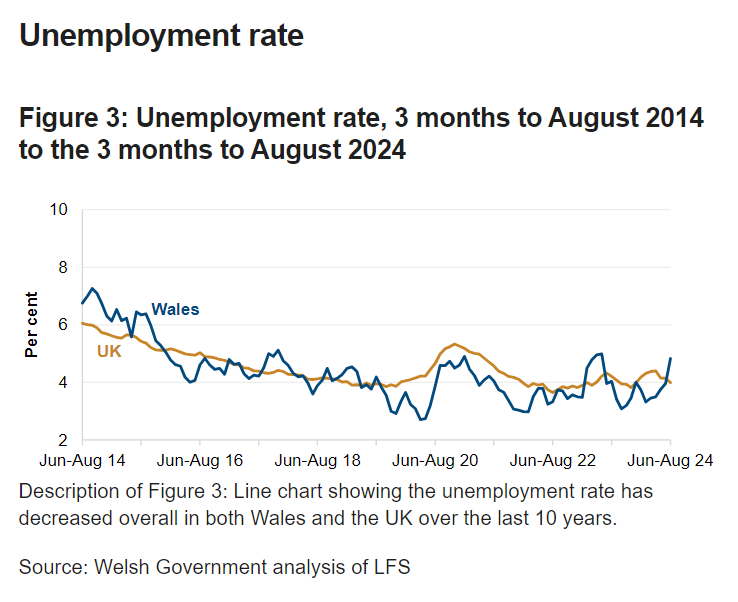 Unemployment rate
Figure 3: Unemployment rate, 3 months to August 2014
to the 3 months to August 2024
10
8
6
4
2
Per cent
Wales
UK
Jun-Aug 14
Jun-Aug 16
Jun-Aug 18
Jun-Aug 20
Jun-Aug 22
Jun-Aug 24
Description of Figure 3: Line chart showing the unemployment rate has
decreased overall in both Wales and the UK over the last 10 years.
Source: Welsh Government analysis of LFS